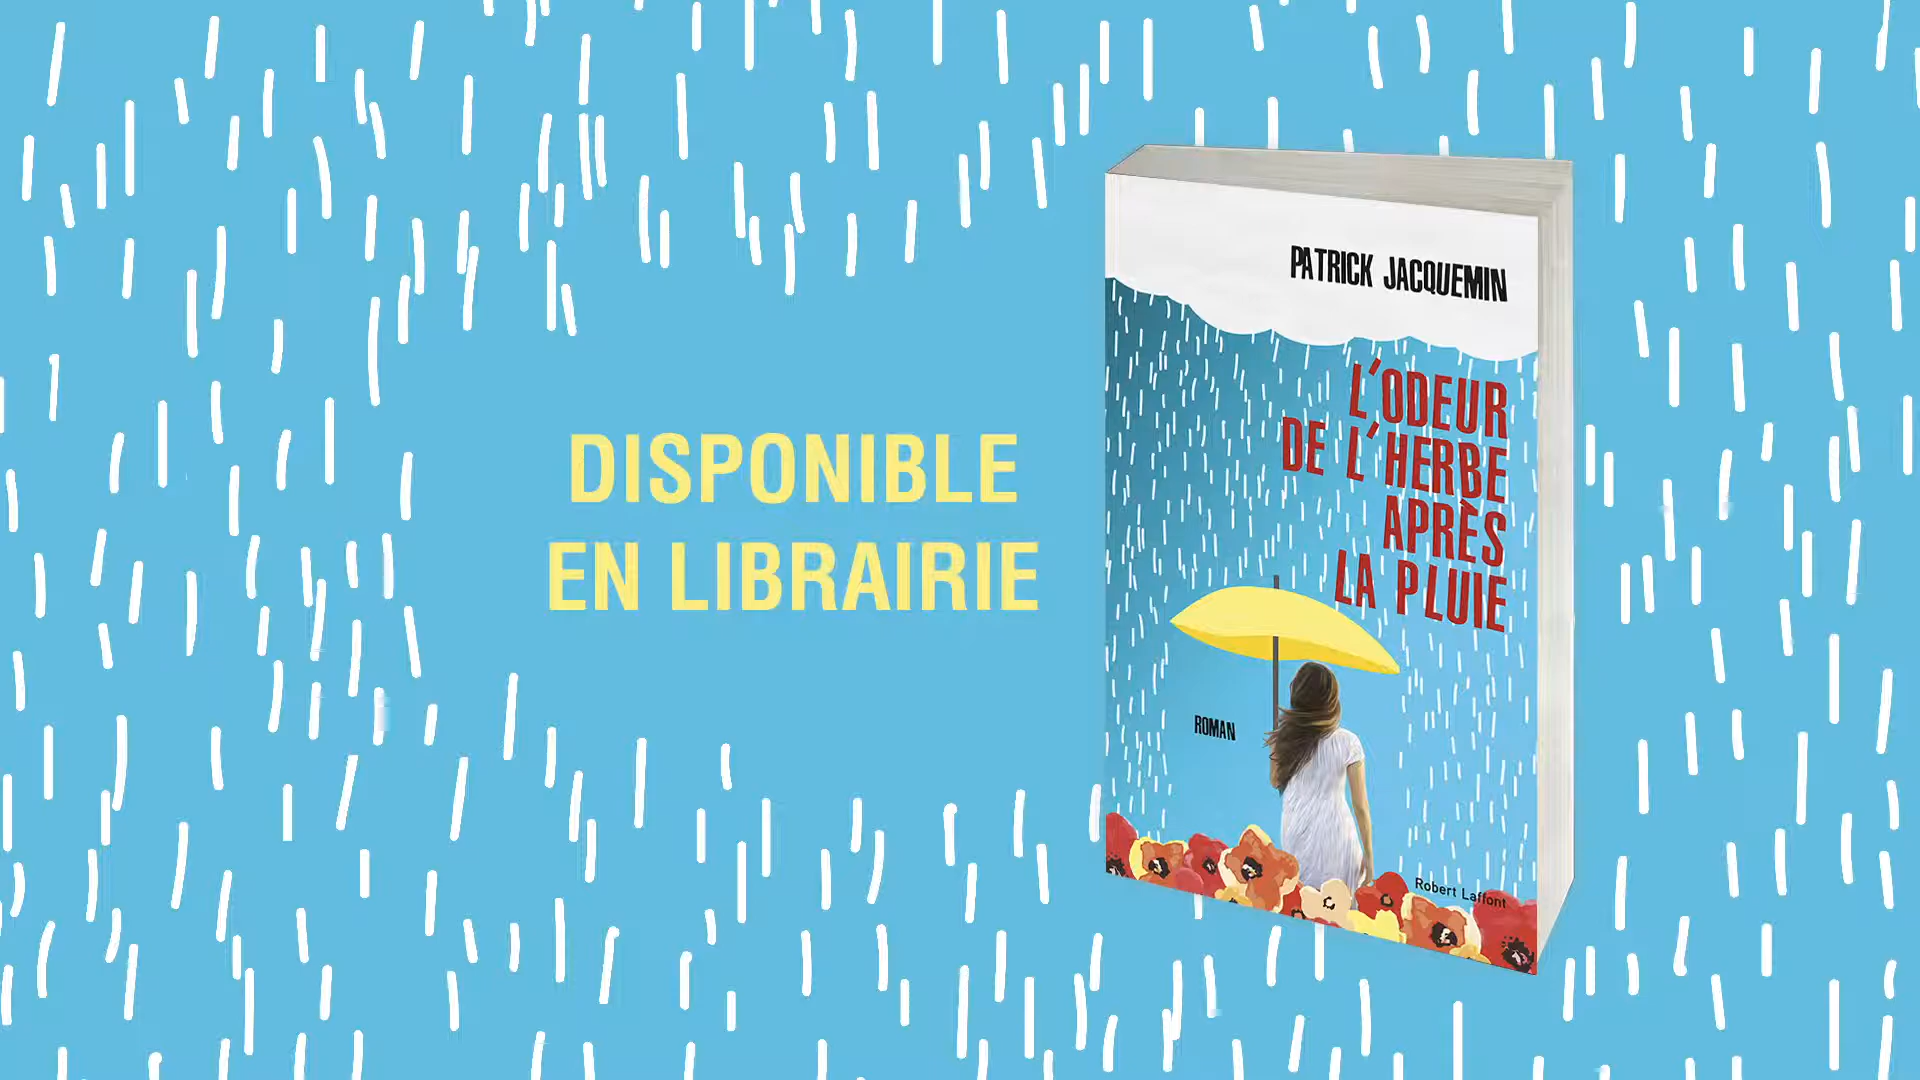 DISPONIBLE
EN LIBRAIRIE
PATRICK JACQUEMIN
L'ODEUR
DE L'HERBE
APRÈS
LA PLUIE
ROMAN
Robert Laffont